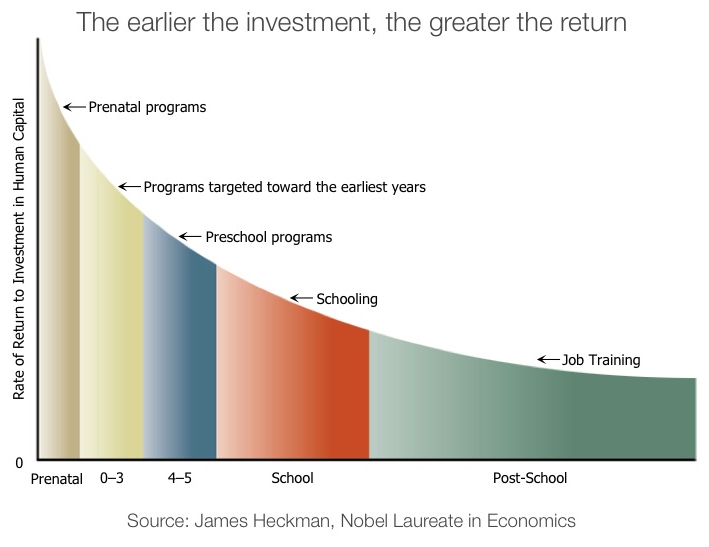 The earlier the investment, the greater the return
Rate of Return to Investment in Human Capital
Prenatal programs
Programs targeted toward the earliest years
Preschool programs
Schooling
Job Training
0
Prenatal
0–3
4–5
School
Post-School
Source: James Heckman, Nobel Laureate in Economics